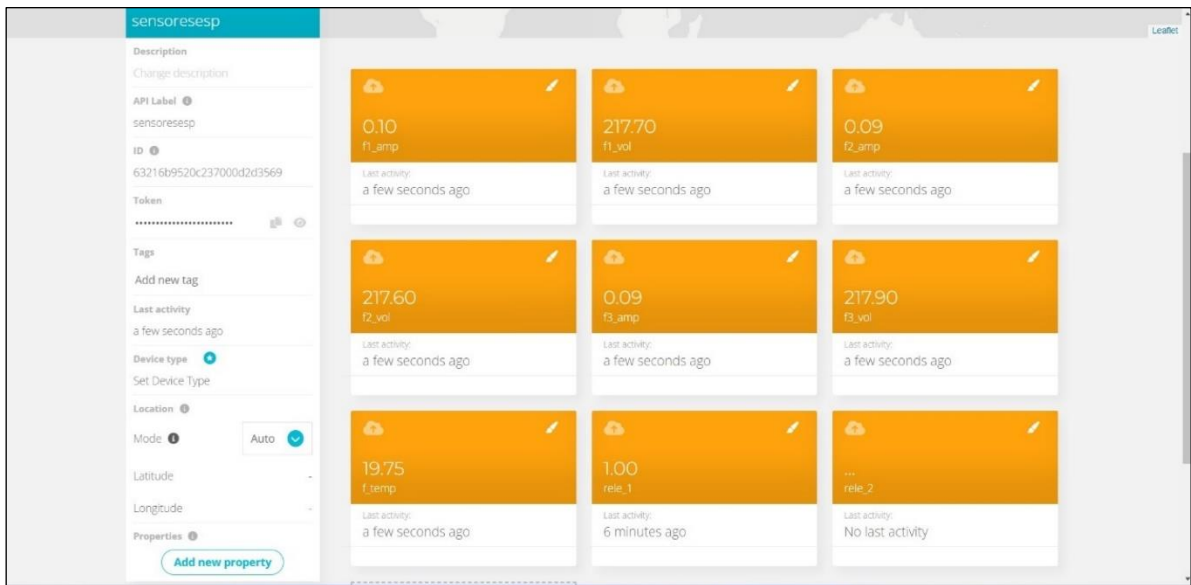 sensoresesp
Leaflet
Description
Change description
API Label
sensoresesp
ID
63216b9520c237000d2d3569
Token
........................
Tags
Add new tag
Last activity
a few seconds ago
Device type
Set Device Type
Location
Mode Auto
Latitude -
Longitude -
Properties
Add new property
0.10
f1_amp
Last activity:
a few seconds ago
217.70
f1_vol
Last activity:
a few seconds ago
0.09
f2_amp
Last activity:
a few seconds ago
217.60
f2_vol
Last activity:
a few seconds ago
0.09
f3_amp
Last activity:
a few seconds ago
217.90
f3_vol
Last activity:
a few seconds ago
19.75
f_temp
Last activity:
a few seconds ago
1.00
rele_1
Last activity:
6 minutes ago
...
rele_2
Last activity:
No last activity